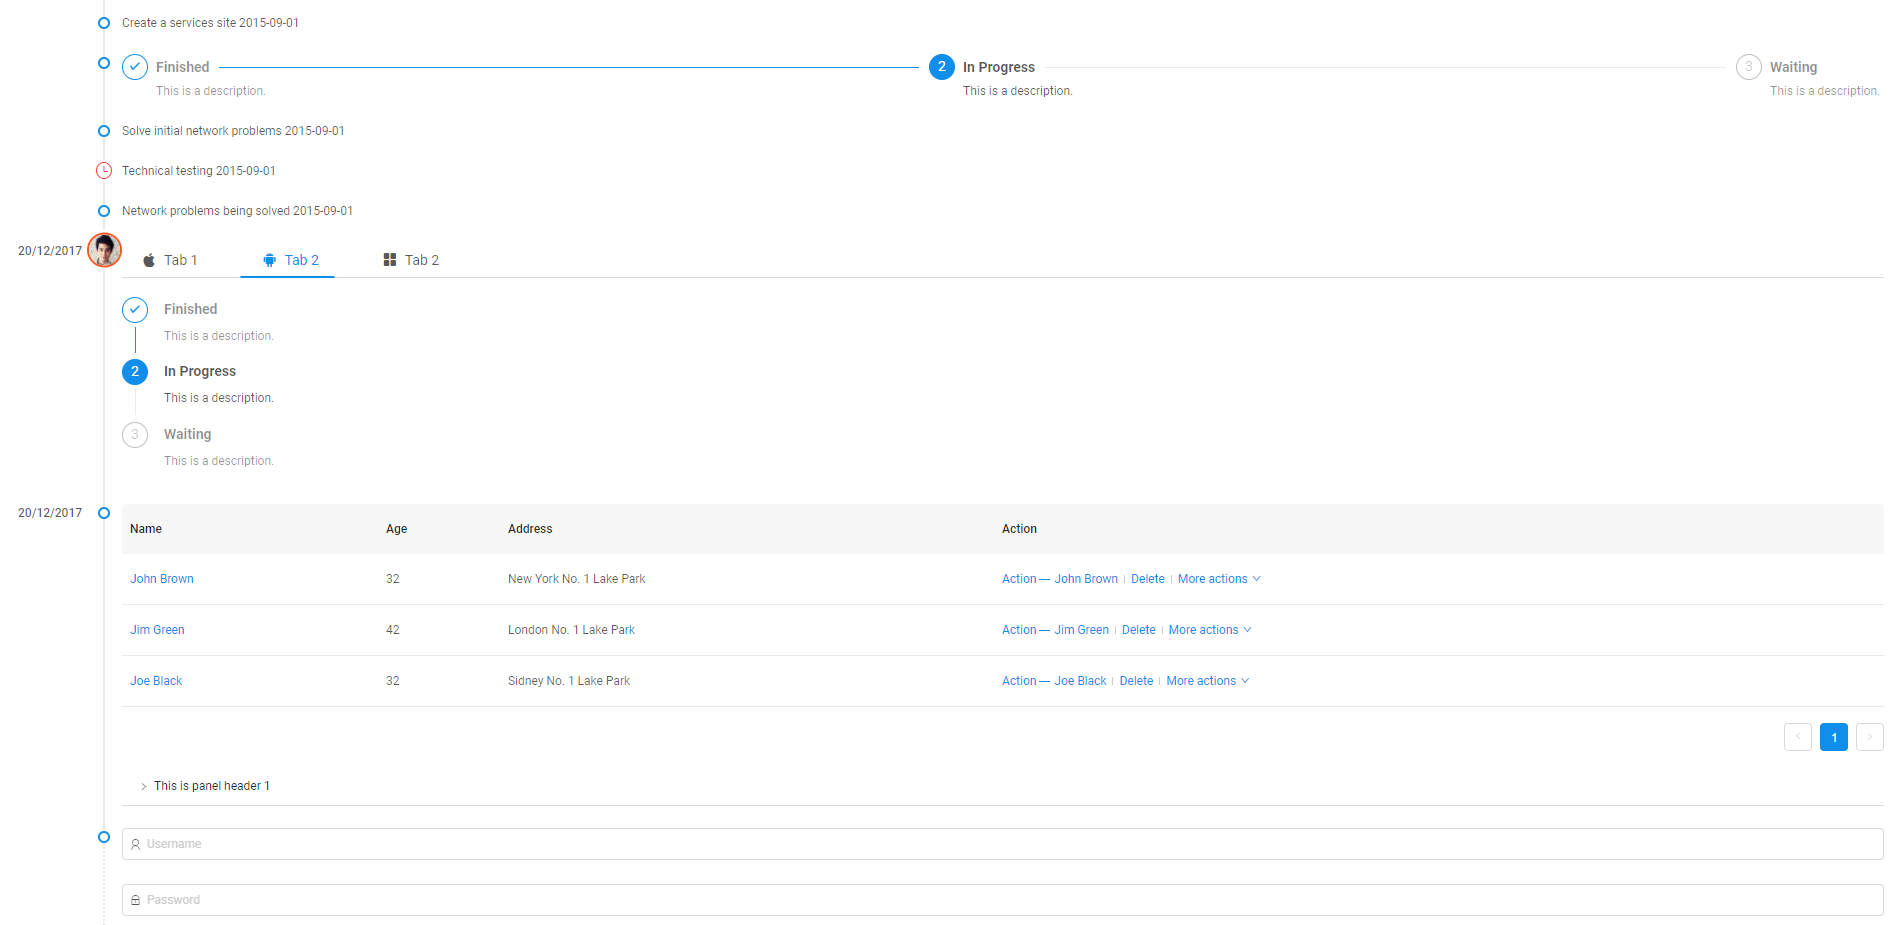 Create a services site 2015-09-01
Finished
This is a description.
2 In Progress
This is a description.
3 Waiting
This is a description.
Solve initial network problems 2015-09-01
Technical testing 2015-09-01
Network problems being solved 2015-09-01
20/12/2017
Tab 1 Tab 2 Tab 2
Finished
This is a description.
2 In Progress
This is a description.
3 Waiting
This is a description.
20/12/2017
Name Age Address Action
John Brown 32 New York No. 1 Lake Park Action — John Brown Delete More actions
Jim Green 42 London No. 1 Lake Park Action — Jim Green Delete More actions
Joe Black 32 Sidney No. 1 Lake Park Action — Joe Black Delete More actions
1
This is panel header 1
Username
Password